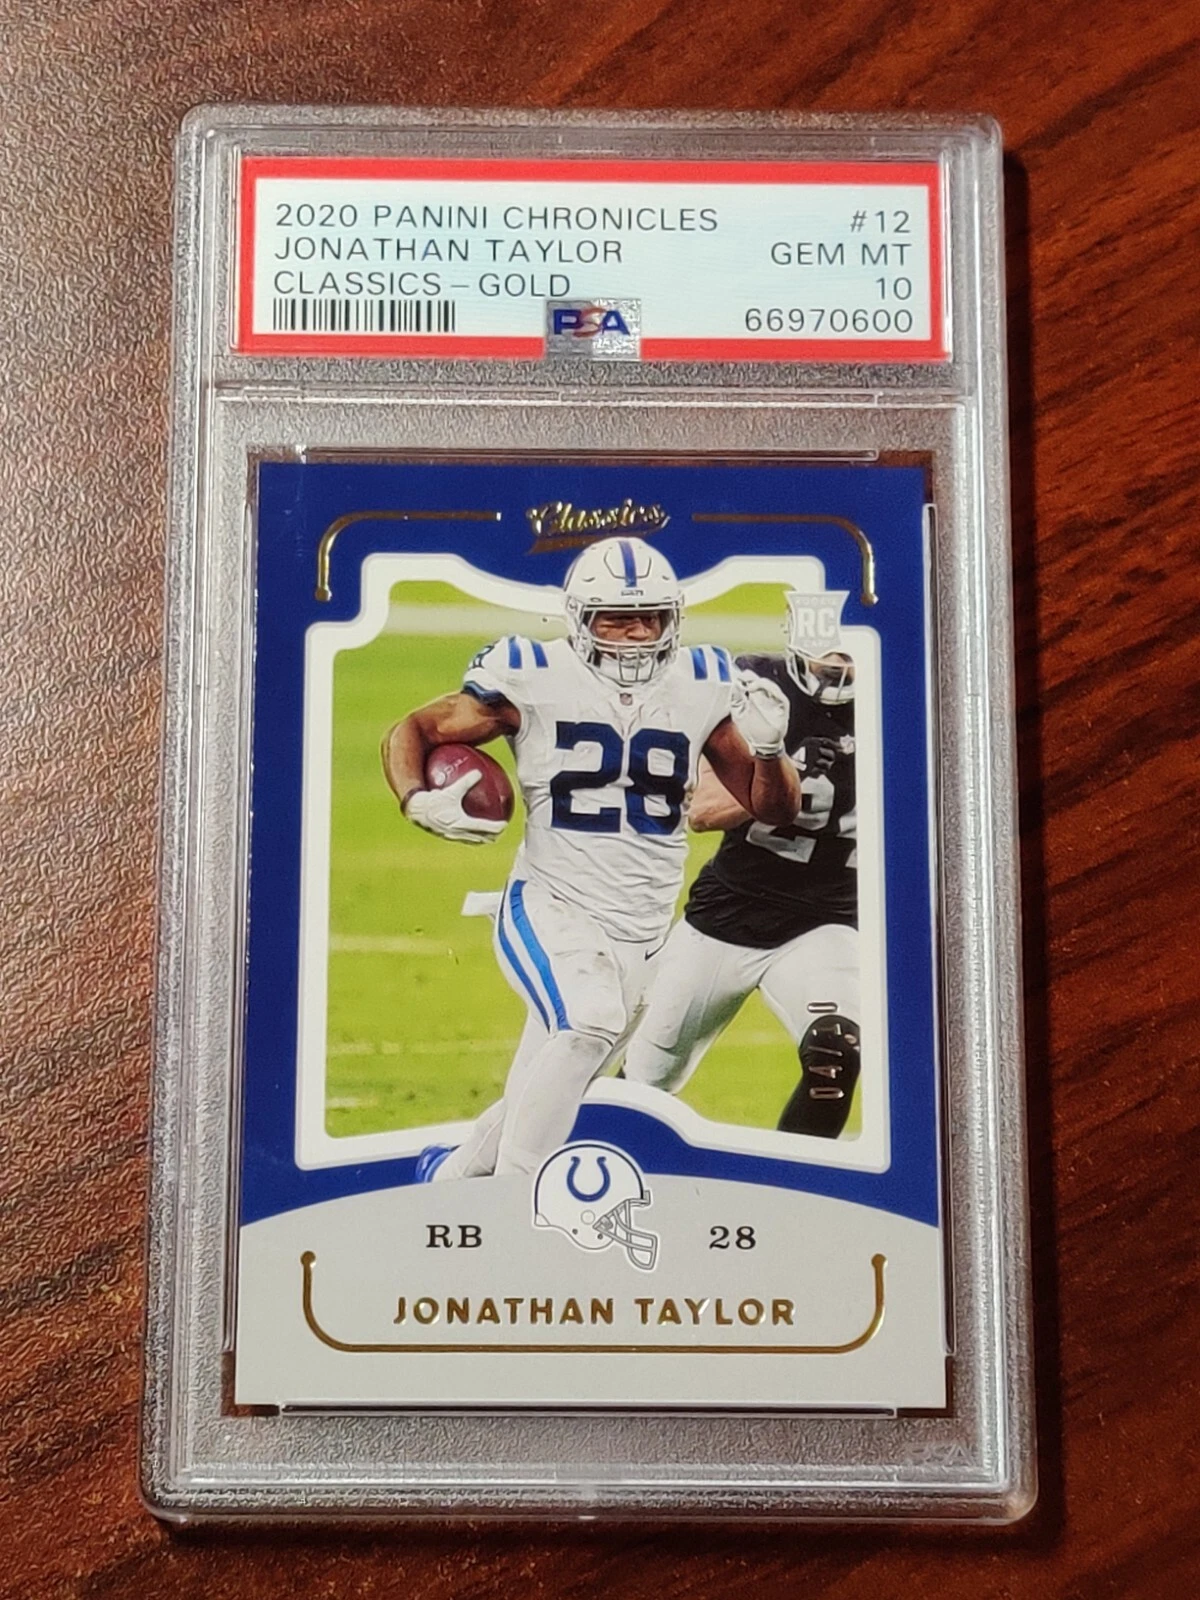 2020 PANINI CHRONICLES #12
JONATHAN TAYLOR GEM MT
CLASSICS – GOLD 10
PSA 66970600
Classics
RC
28
04/10
RB 28
JONATHAN TAYLOR
PSA